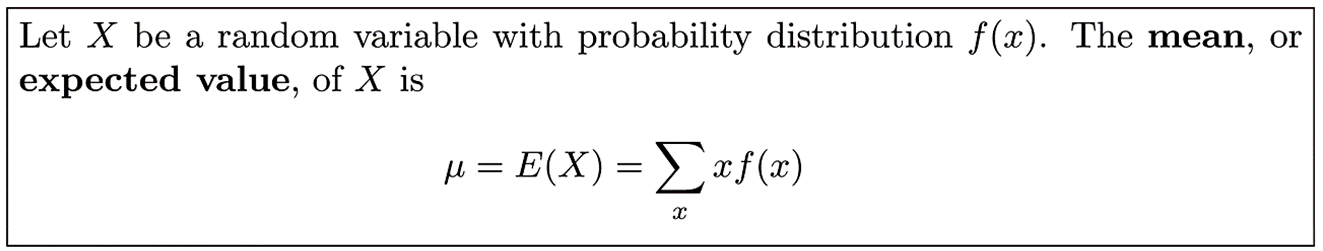 Let X be a random variable with probability distribution f(x). The mean, or
expected value, of X is
μ = E(X) = ∑ xf(x)
x